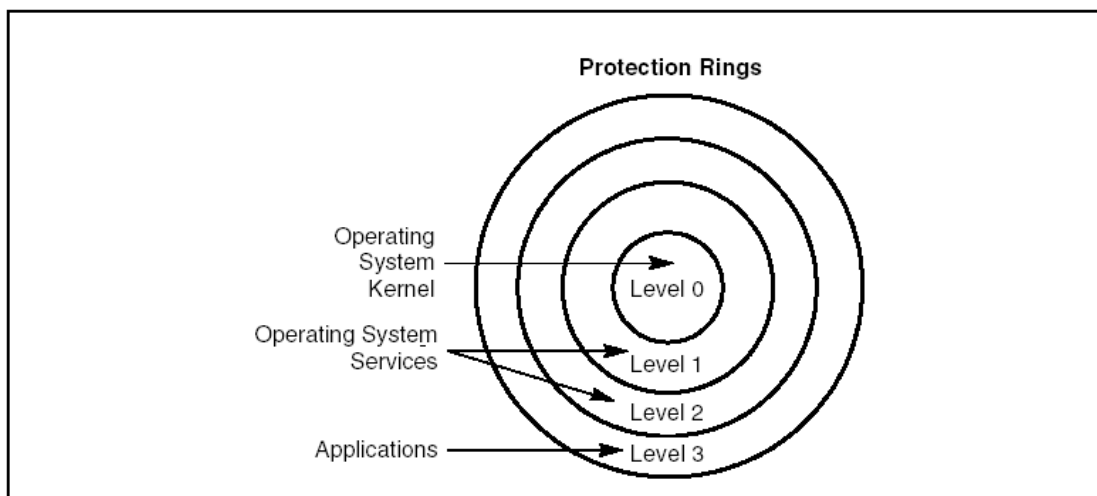 Protection Rings
Operating
System
Kernel
Level 0
Operating System
Services
Level 1
Level 2
Applications
Level 3